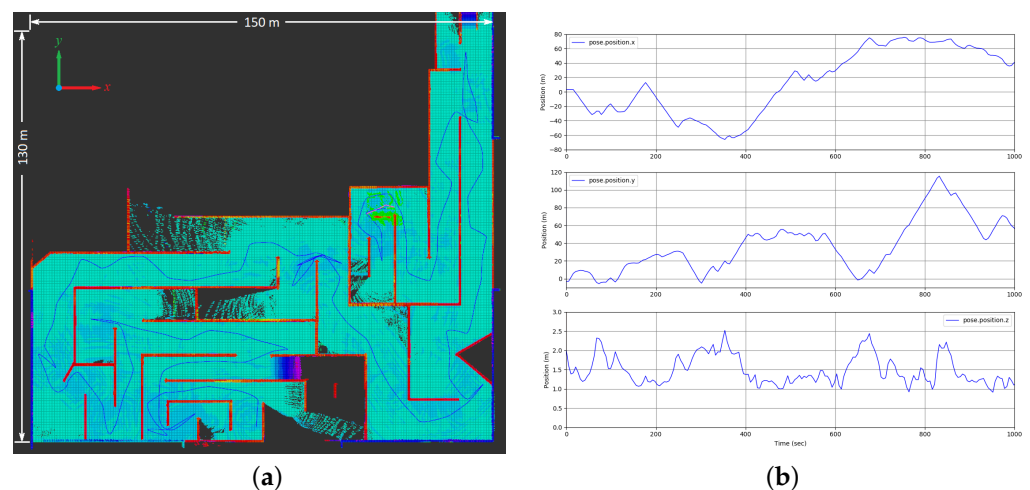 150 m
130 m
y
x
(a)
pose.position.x
Position (m)
80
60
40
20
0
−20
−40
−60
−80
0 200 400 600 800 1000
pose.position.y
Position (m)
120
100
80
60
40
20
0
0 200 400 600 800 1000
pose.position.z
Position (m)
3.0
2.5
2.0
1.5
1.0
0.5
0.0
0 200 400 600 800 1000
Time (sec)
(b)